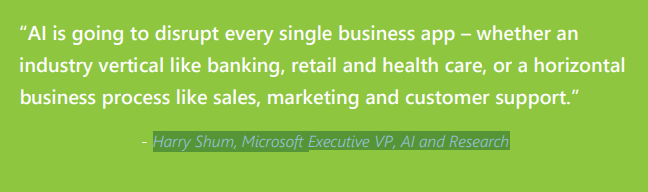 “AI is going to disrupt every single business app – whether an
industry vertical like banking, retail and health care, or a horizontal
business process like sales, marketing and customer support.”
- Harry Shum, Microsoft Executive VP, AI and Research